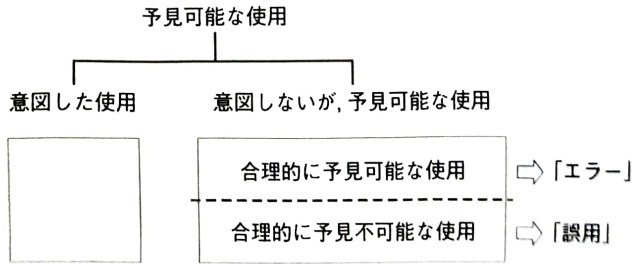 予見可能な使用
意図した使用
意図しないが,予見可能な使用
合理的に予見可能な使用
「エラー」
合理的に予見不可能な使用
「誤用」